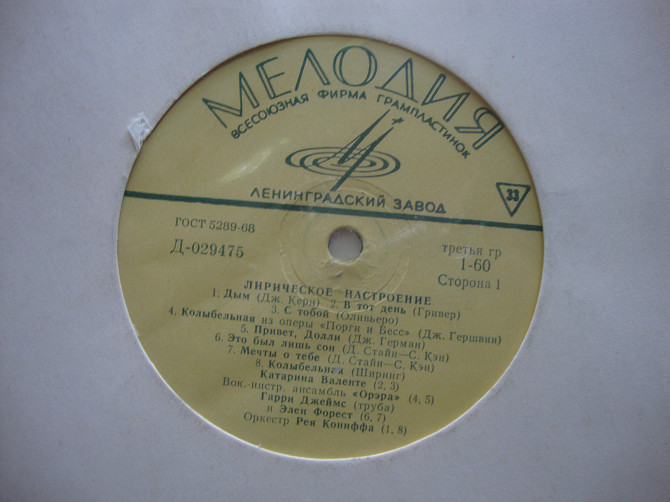 МЕЛОДИЯ
ВСЕСОЮЗНАЯ ФИРМА ГРАМПЛАСТИНОК
ЛЕНИНГРАДСКИЙ ЗАВОД
33
ГОСТ 5289-68
Д-029475
третья гр
1-60
Сторона 1
ЛИРИЧЕСКОЕ НАСТРОЕНИЕ
1. Дым (Дж. Керн) 2. В тот день (Гривер)
3. С тобой (Оливьеро)
4. Колыбельная из оперы «Порги и Бесс» (Дж. Гершвин)
5. Привет, Долли (Дж. Герман)
6. Это был лишь сон (Д. Стайн—С. Кэн)
7. Мечты о тебе (Д. Стайн—С. Кэн)
8. Колыбельная (Ширинг)
Катарина Валенте (2, 3)
Вок.-инстр. ансамбль «Орэра» (4, 5)
Гарри Джеймс (труба)
и Элен Форест (6, 7)
Оркестр Рея Кониффа (1, 8)